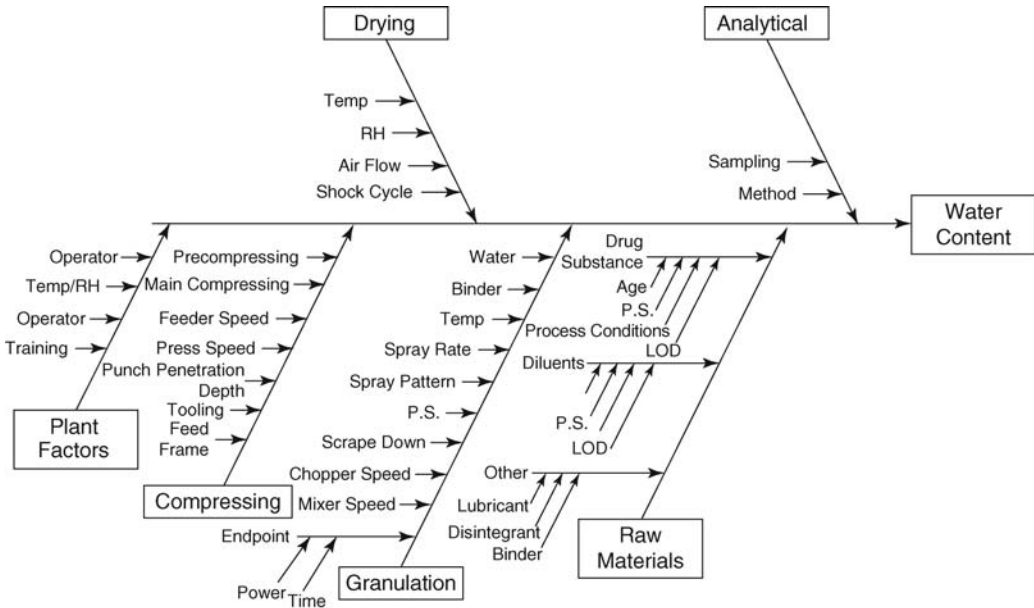 Drying
Analytical
Temp
RH
Air Flow
Shock Cycle
Sampling
Method
Water
Content
Operator
Temp/RH
Operator
Training
Plant
Factors
Precompressing
Main Compressing
Feeder Speed
Press Speed
Punch Penetration
Depth
Tooling
Feed
Frame
Compressing
Water
Binder
Temp
Spray Rate
Spray Pattern
P.S.
Scrape Down
Chopper Speed
Mixer Speed
Endpoint
Power
Time
Granulation
Drug
Substance
Age
P.S.
Process Conditions
LOD
Diluents
P.S.
LOD
Other
Lubricant
Disintegrant
Binder
Raw
Materials